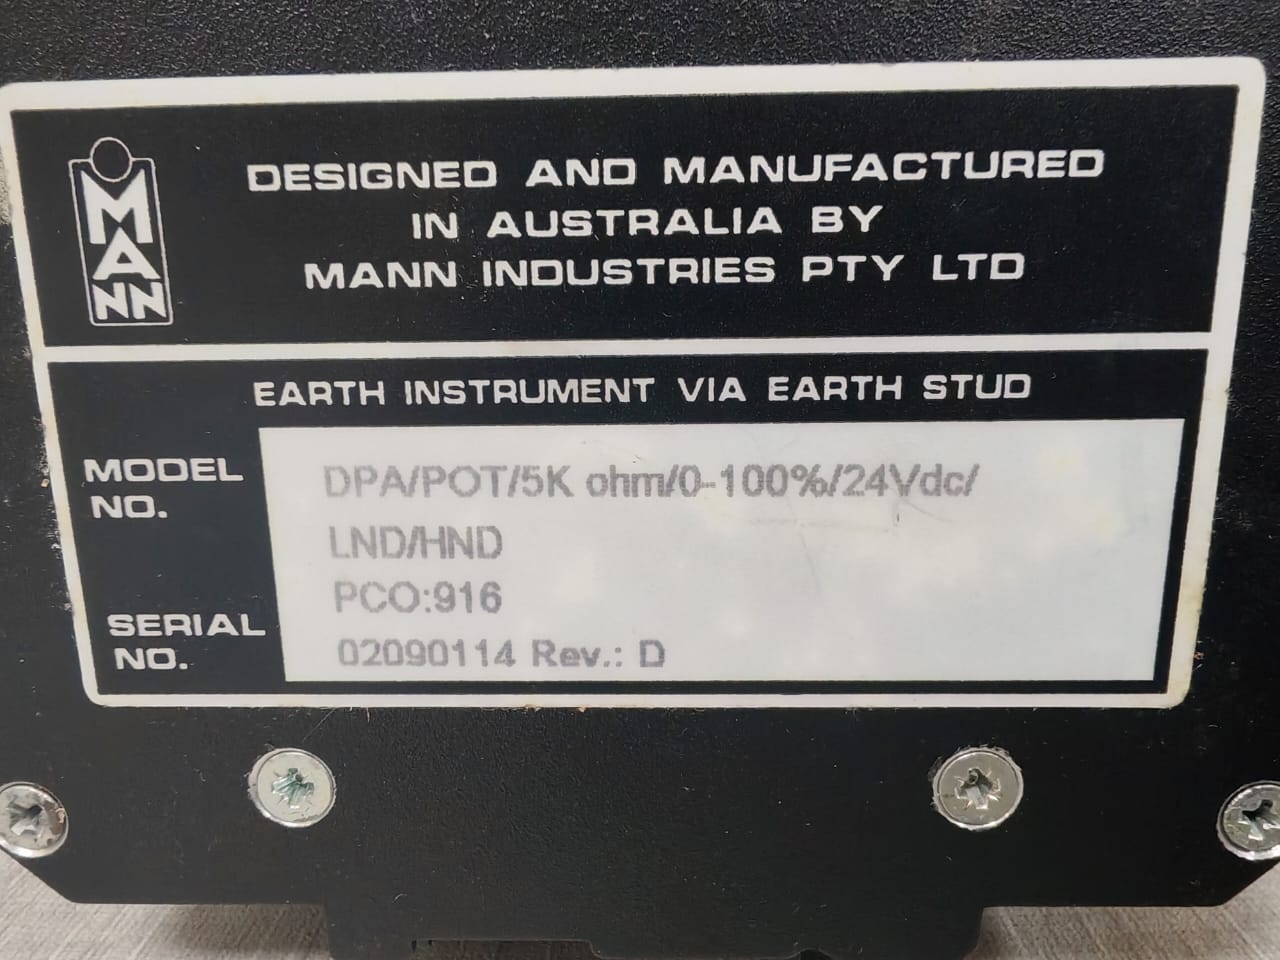 MANN
DESIGNED AND MANUFACTURED
IN AUSTRALIA BY
MANN INDUSTRIES PTY LTD
EARTH INSTRUMENT VIA EARTH STUD
MODEL NO.
DPA/POT/5K ohm/0-100%/24Vdc/
LND/HND
PCO:916
SERIAL NO.
02090114 Rev.: D